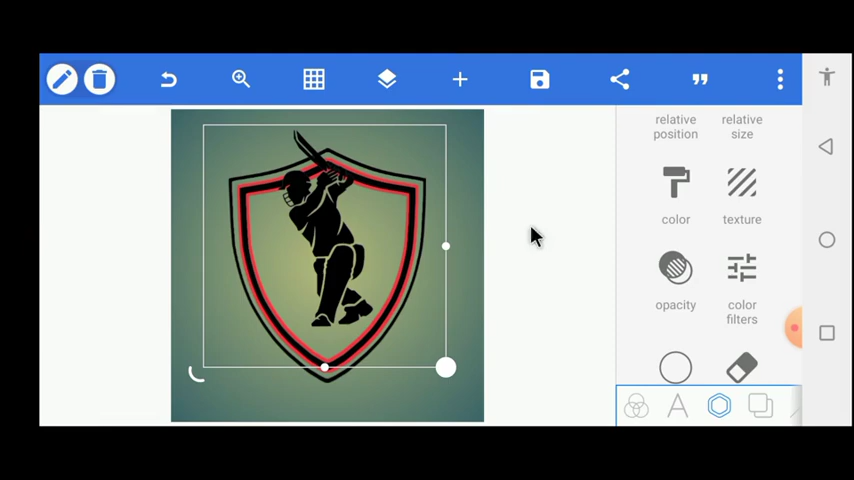 relative position
relative size
color
texture
opacity
color filters